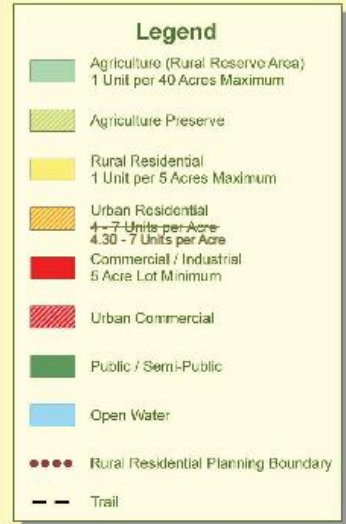 Legend
Agriculture (Rural Reserve Area)
1 Unit per 40 Acres Maximum
Agriculture Preserve
Rural Residential
1 Unit per 5 Acres Maximum
Urban Residential
4 - 7 Units per Acre
4.30 - 7 Units per Acre
Commercial / Industrial
5 Acre Lot Minimum
Urban Commercial
Public / Semi-Public
Open Water
Rural Residential Planning Boundary
Trail